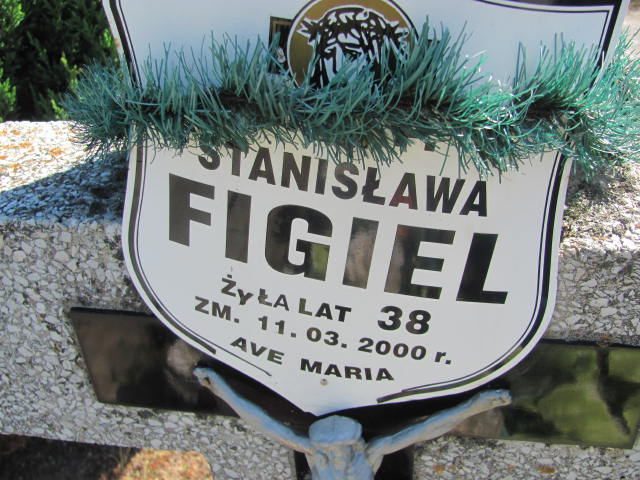 STANISŁAWA
FIGIEL
ŻYŁA LAT 38
ZM. 11. 03. 2000 r.
AVE MARIA